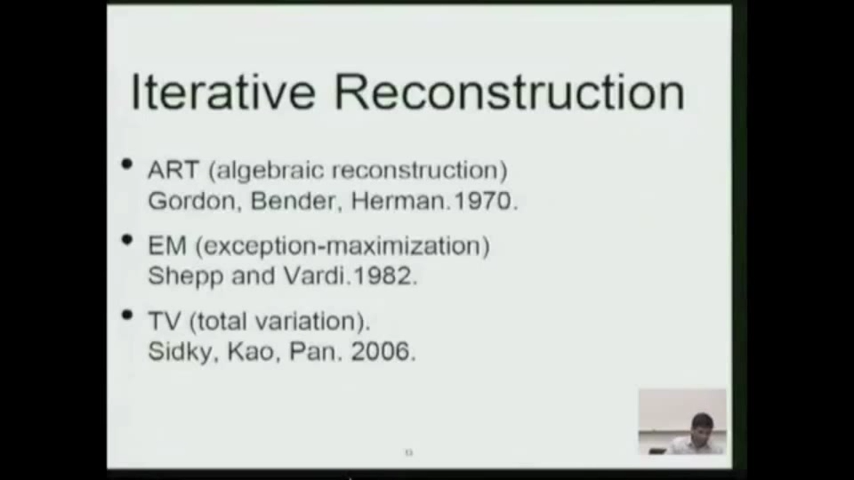 Iterative Reconstruction
• ART (algebraic reconstruction)
Gordon, Bender, Herman.1970.
• EM (exception-maximization)
Shepp and Vardi.1982.
• TV (total variation).
Sidky, Kao, Pan. 2006.